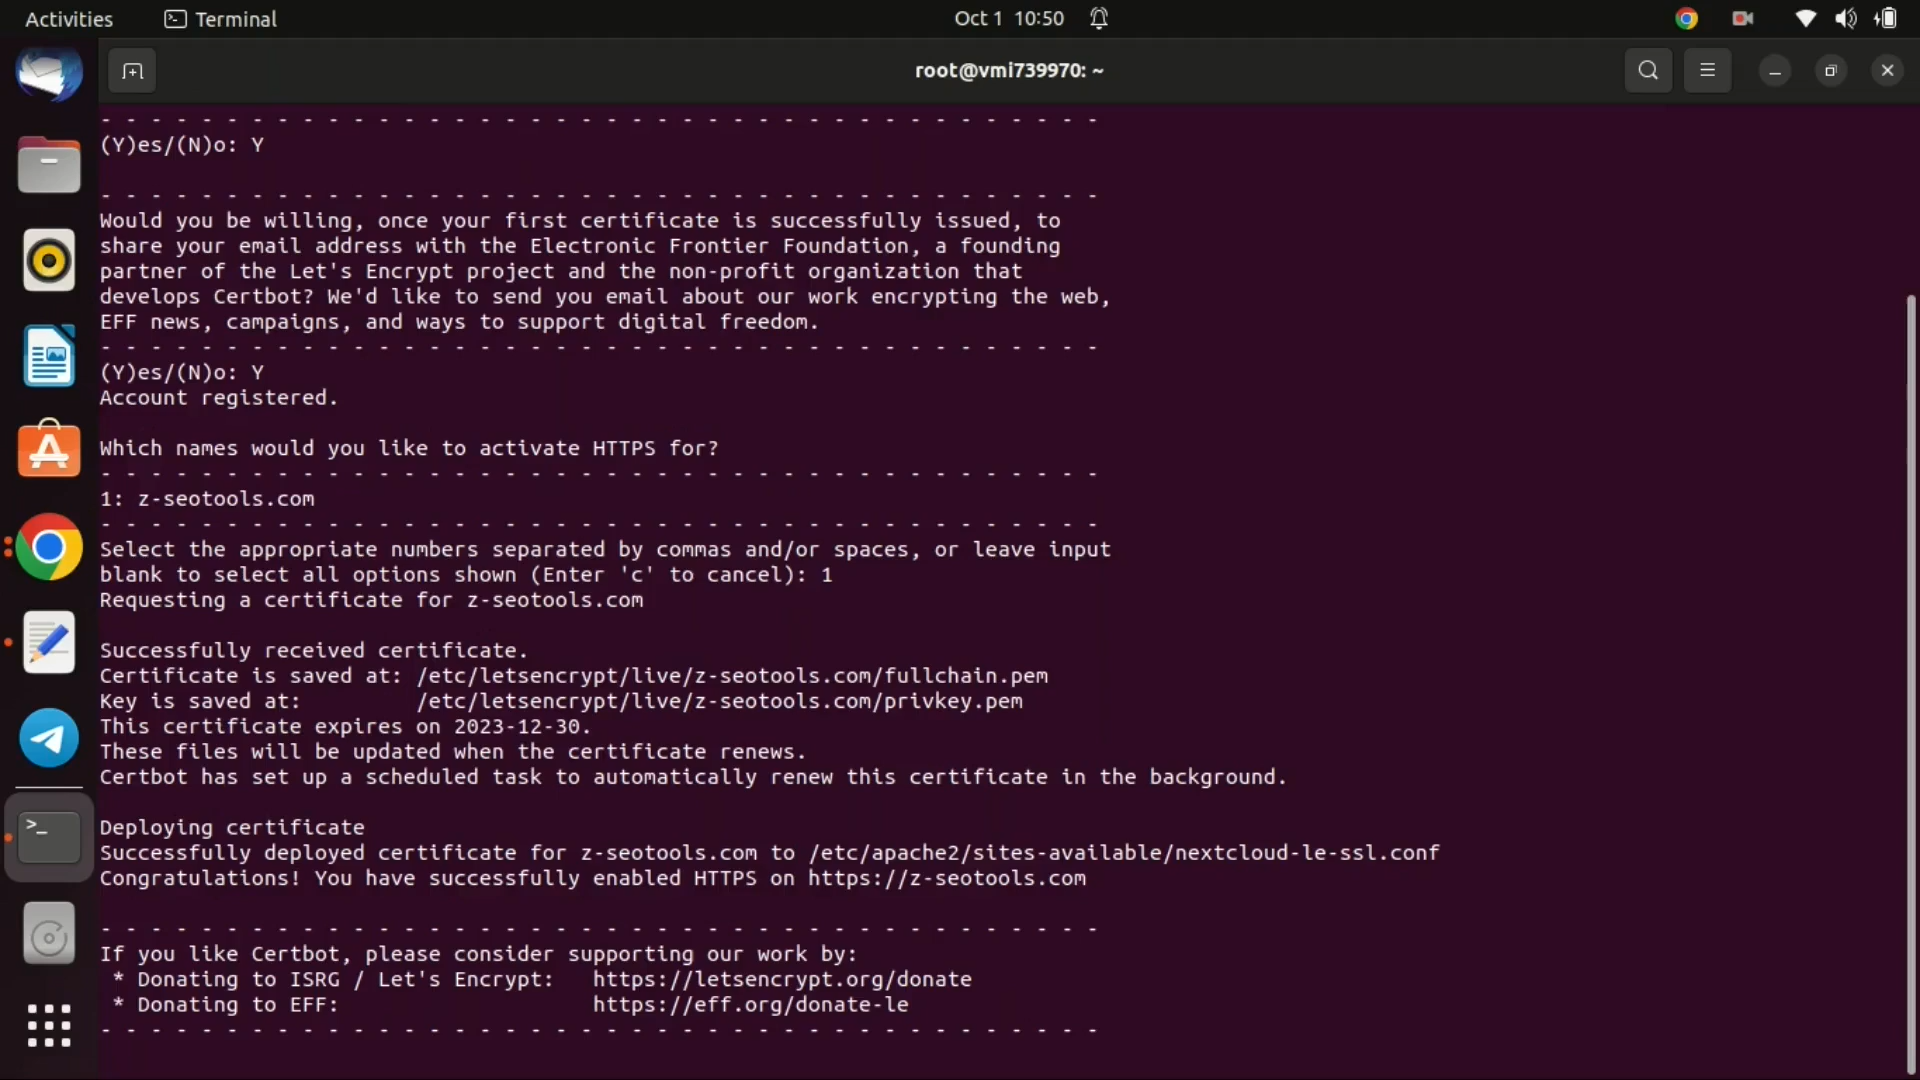 Activities
Terminal
Oct 1 10:50
root@vmi739970: ~
- - - - - - - - - - - - - - - - - - - - - - - - - - - - - - - - - - - - - - - -
(Y)es/(N)o: Y
- - - - - - - - - - - - - - - - - - - - - - - - - - - - - - - - - - - - - - - -
Would you be willing, once your first certificate is successfully issued, to
share your email address with the Electronic Frontier Foundation, a founding
partner of the Let's Encrypt project and the non-profit organization that
develops Certbot? We'd like to send you email about our work encrypting the web,
EFF news, campaigns, and ways to support digital freedom.
- - - - - - - - - - - - - - - - - - - - - - - - - - - - - - - - - - - - - - - -
(Y)es/(N)o: Y
Account registered.
Which names would you like to activate HTTPS for?
- - - - - - - - - - - - - - - - - - - - - - - - - - - - - - - - - - - - - - - -
1: z-seotools.com
- - - - - - - - - - - - - - - - - - - - - - - - - - - - - - - - - - - - - - - -
Select the appropriate numbers separated by commas and/or spaces, or leave input
blank to select all options shown (Enter 'c' to cancel): 1
Requesting a certificate for z-seotools.com
Successfully received certificate.
Certificate is saved at: /etc/letsencrypt/live/z-seotools.com/fullchain.pem
Key is saved at:         /etc/letsencrypt/live/z-seotools.com/privkey.pem
This certificate expires on 2023-12-30.
These files will be updated when the certificate renews.
Certbot has set up a scheduled task to automatically renew this certificate in the background.
Deploying certificate
Successfully deployed certificate for z-seotools.com to /etc/apache2/sites-available/nextcloud-le-ssl.conf
Congratulations! You have successfully enabled HTTPS on https://z-seotools.com
- - - - - - - - - - - - - - - - - - - - - - - - - - - - - - - - - - - - - - - -
If you like Certbot, please consider supporting our work by:
 * Donating to ISRG / Let's Encrypt:   https://letsencrypt.org/donate
 * Donating to EFF:                    https://eff.org/donate-le
- - - - - - - - - - - - - - - - - - - - - - - - - - - - - - - - - - - - - - - -